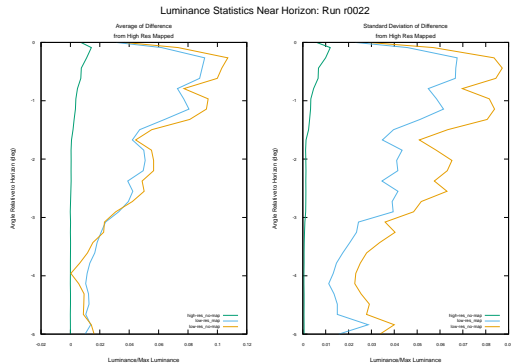 Luminance Statistics Near Horizon: Run r0022
Average of Difference
from High Res Mapped
Angle Relative to Horizon (deg)
0
-1
-2
-3
-4
-5
-0.02
0
0.02
0.04
0.06
0.08
0.1
0.12
Luminance/Max Luminance
high-res_no-map
low-res_map
low-res_no-map
Standard Deviation of Difference
from High Res Mapped
Angle Relative to Horizon (deg)
0
-1
-2
-3
-4
-5
0
0.01
0.02
0.03
0.04
0.05
0.06
0.07
0.08
Luminance/Max Luminance
high-res_no-map
low-res_map
low-res_no-map